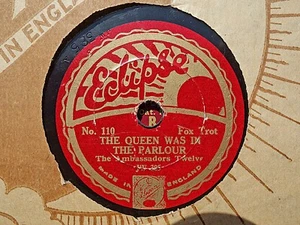 IN ENGLA
Eclipse
No. 110 Fox Trot
B
THE QUEEN WAS IN
THE PARLOUR
The Ambassadors Twelve
MADE IN ENGLAND